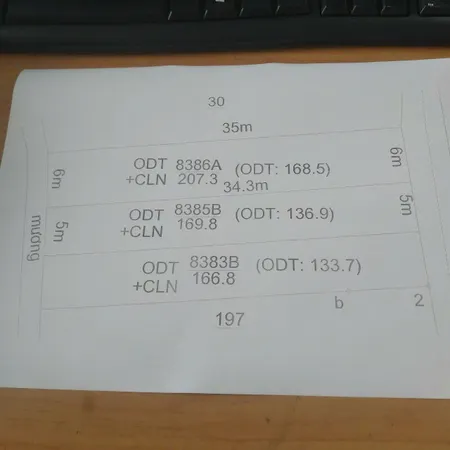 30
35m
6m
ODT 8386A (ODT: 168.5)
+CLN 207.3
6m
34.3m
mương
5m
ODT 8385B (ODT: 136.9)
+CLN 169.8
5m
ODT 8383B (ODT: 133.7)
+CLN 166.8
b
2
197